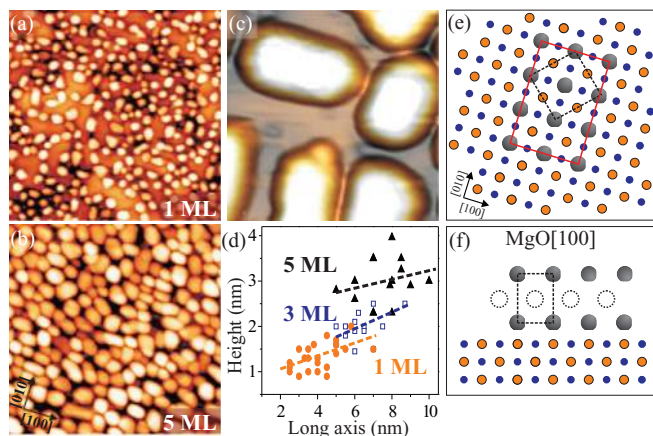 (a)
1 ML
(b)
[010]
[100]
5 ML
(c)
(d)
5 ML
3 ML
1 ML
Height (nm)
4
3
2
1
2 4 6 8 10
Long axis (nm)
(e)
[010]
[100]
(f) MgO[100]